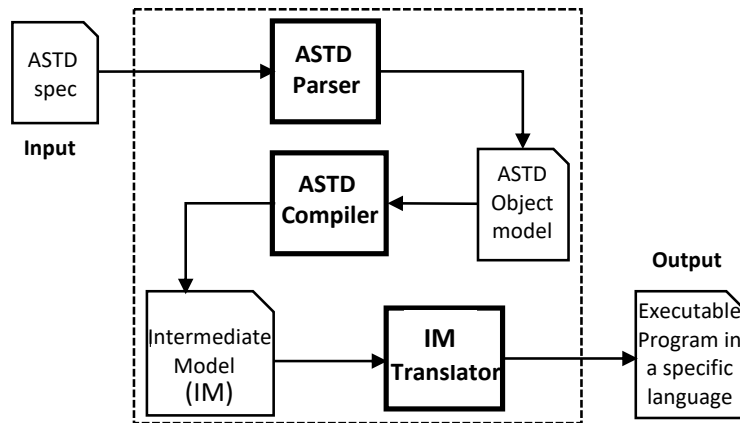 ASTD
spec
Input
ASTD
Parser
ASTD
Object
model
ASTD
Compiler
Intermediate
Model
(IM)
IM
Translator
Output
Executable
Program in
a specific
language